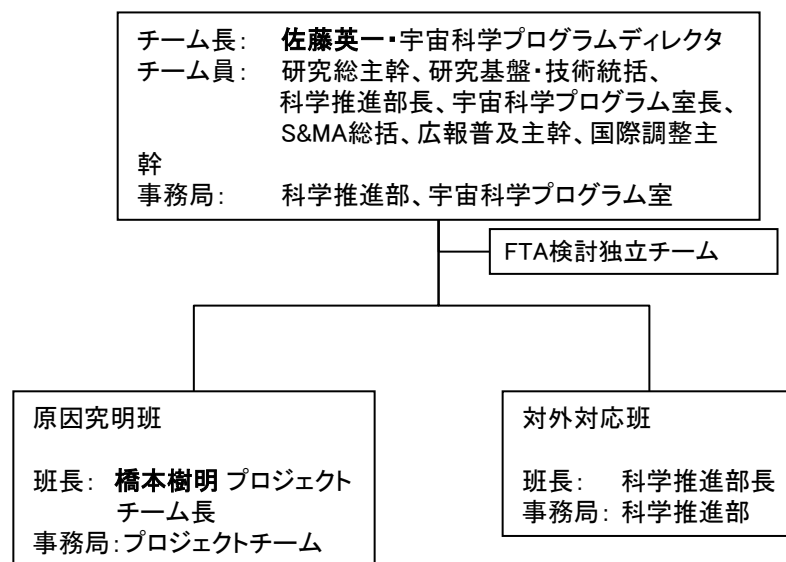 チーム長： 佐藤英一・宇宙科学プログラムディレクタ
チーム員： 研究総主幹、研究基盤・技術統括、
科学推進部長、宇宙科学プログラム室長、
S&MA総括、広報普及主幹、国際調整主
幹
事務局： 科学推進部、宇宙科学プログラム室
FTA検討独立チーム
原因究明班
班長： 橋本樹明 プロジェクト
チーム長
事務局：プロジェクトチーム
対外対応班
班長： 科学推進部長
事務局： 科学推進部